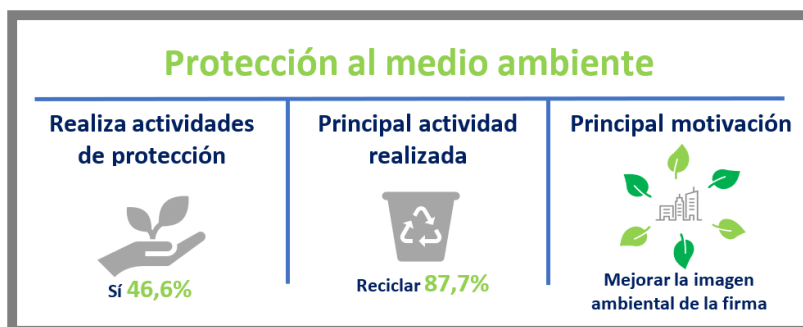 Protección al medio ambiente
Realiza actividades
de protección
Sí 46,6%
Principal actividad
realizada
Reciclar 87,7%
Principal motivación
Mejorar la imagen
ambiental de la firma